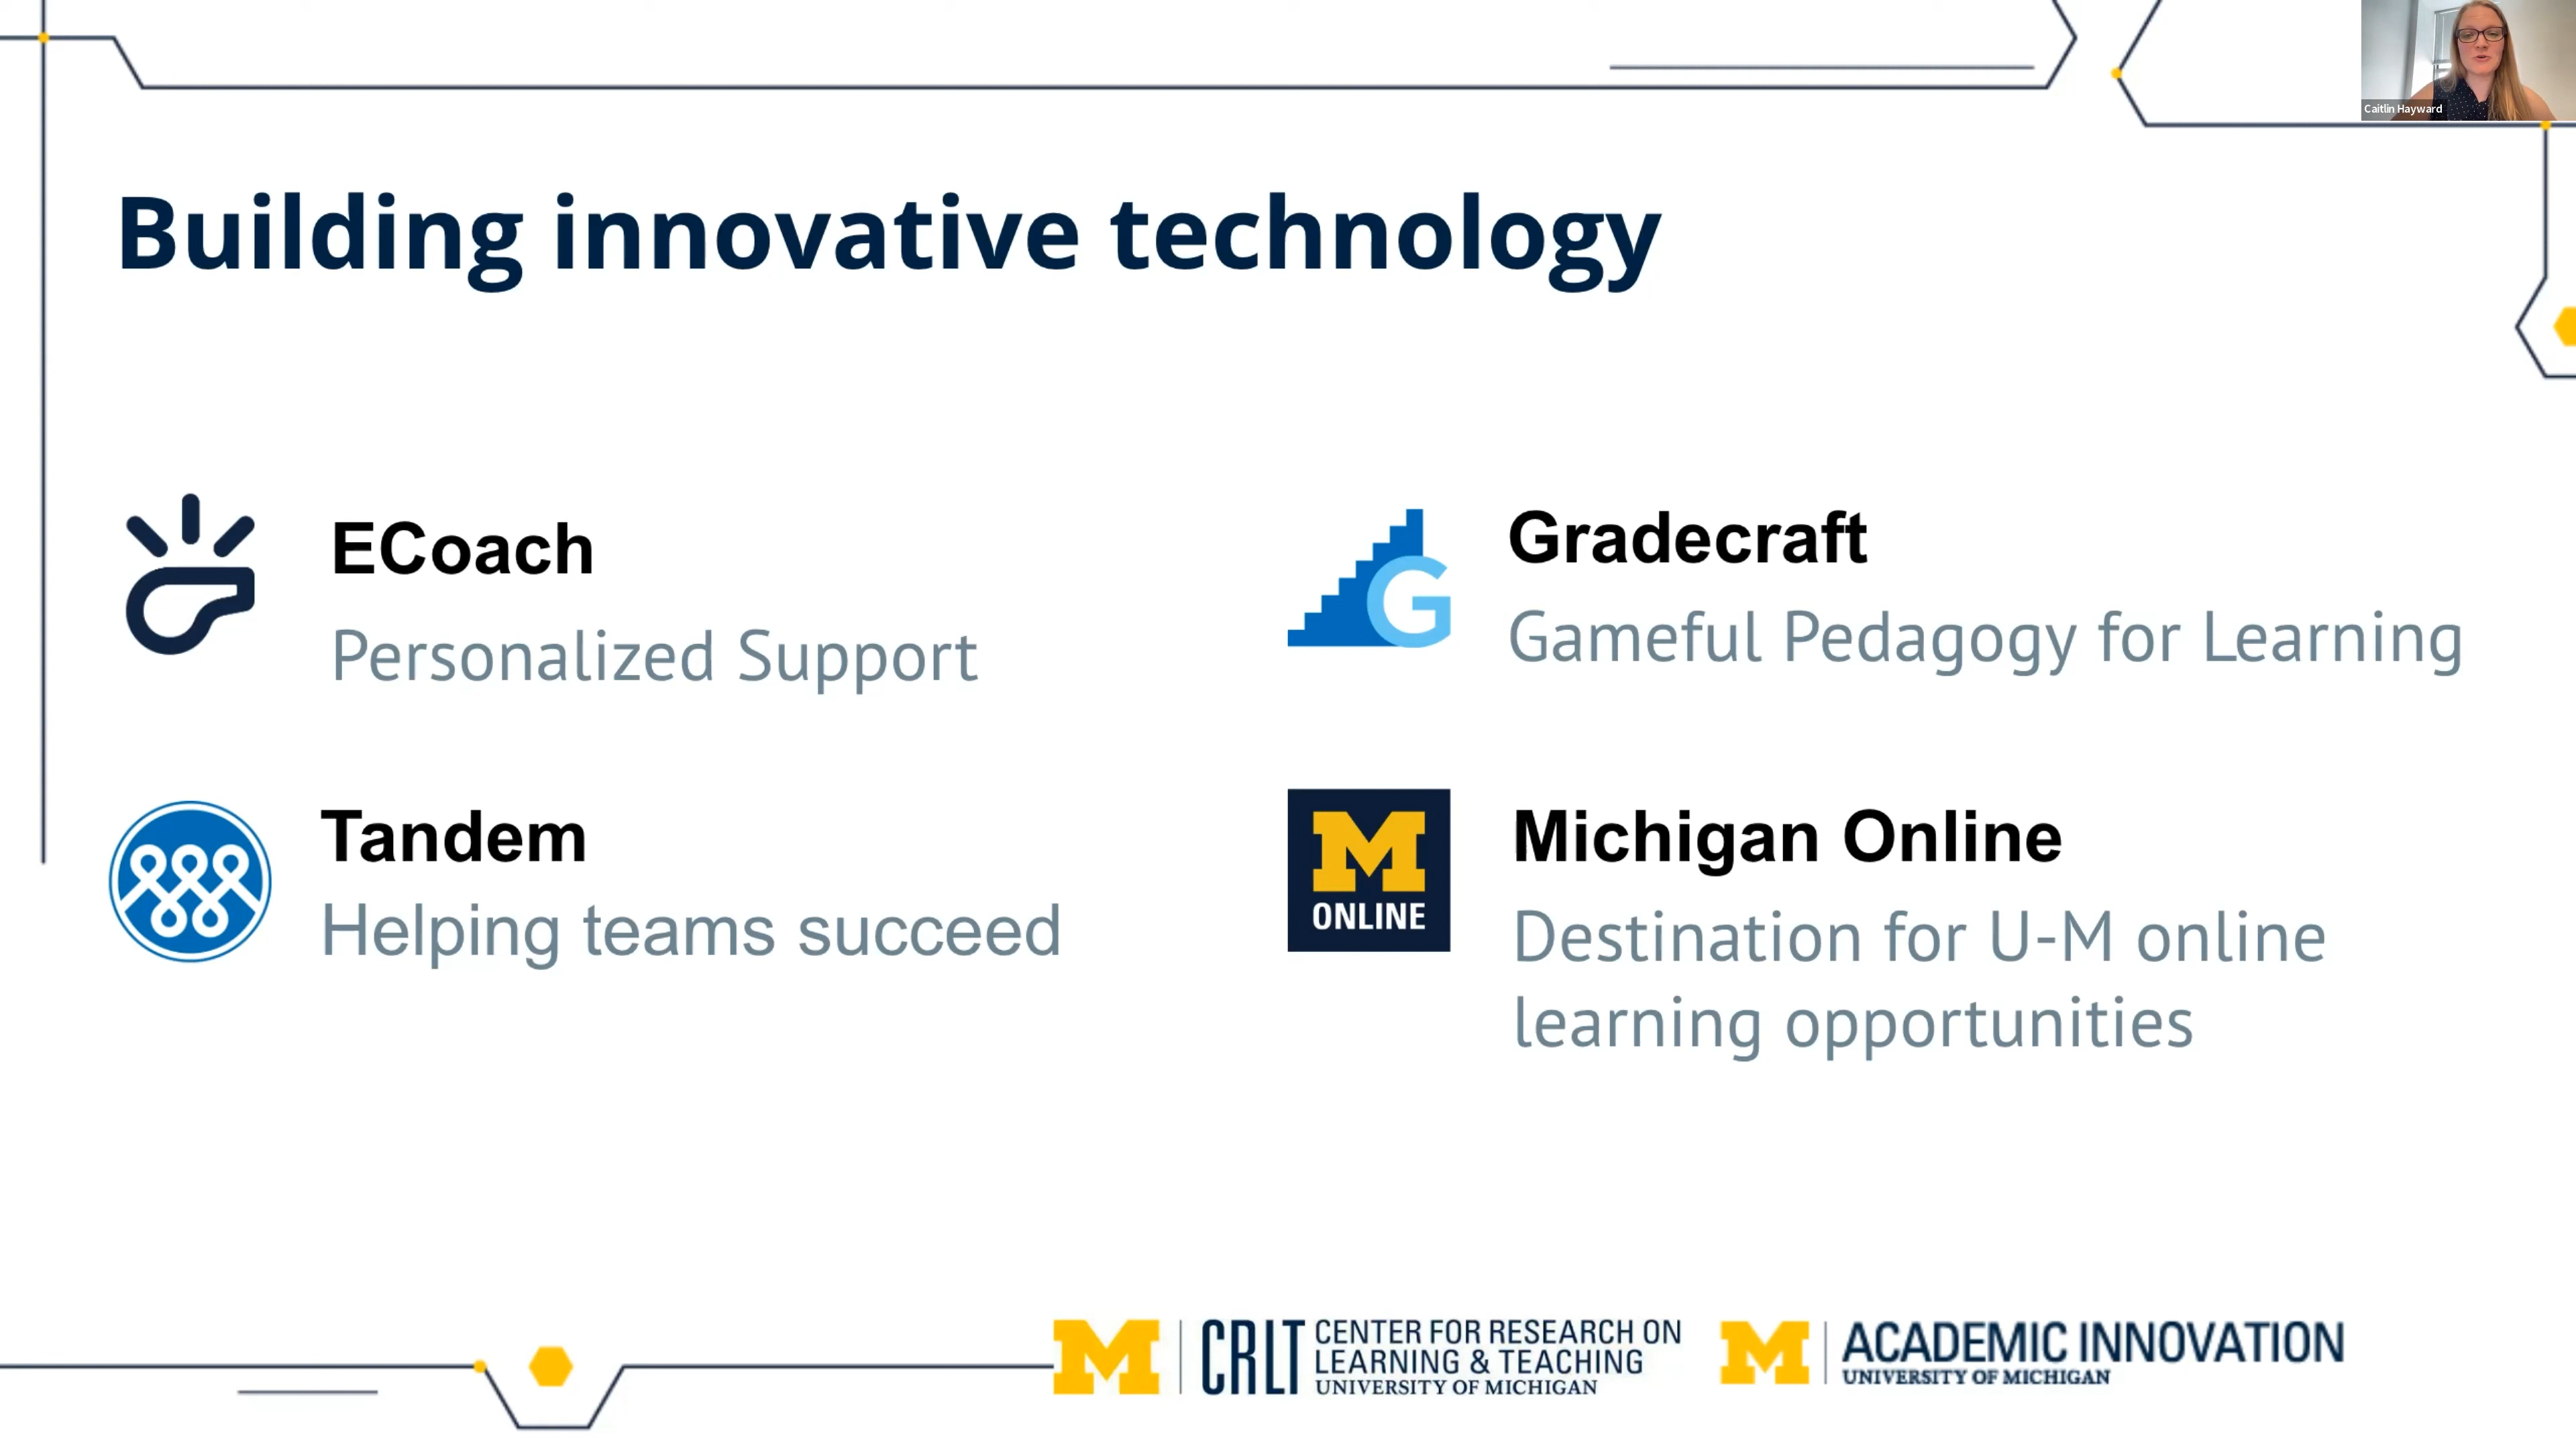 Caitlin Hayward
Building innovative technology
ECoach
Personalized Support
Gradecraft
Gameful Pedagogy for Learning
G
Tandem
Helping teams succeed
M
ONLINE
Michigan Online
Destination for U-M online
learning opportunities
M CRLT CENTER FOR RESEARCH ON
LEARNING & TEACHING
UNIVERSITY OF MICHIGAN
M ACADEMIC INNOVATION
UNIVERSITY OF MICHIGAN